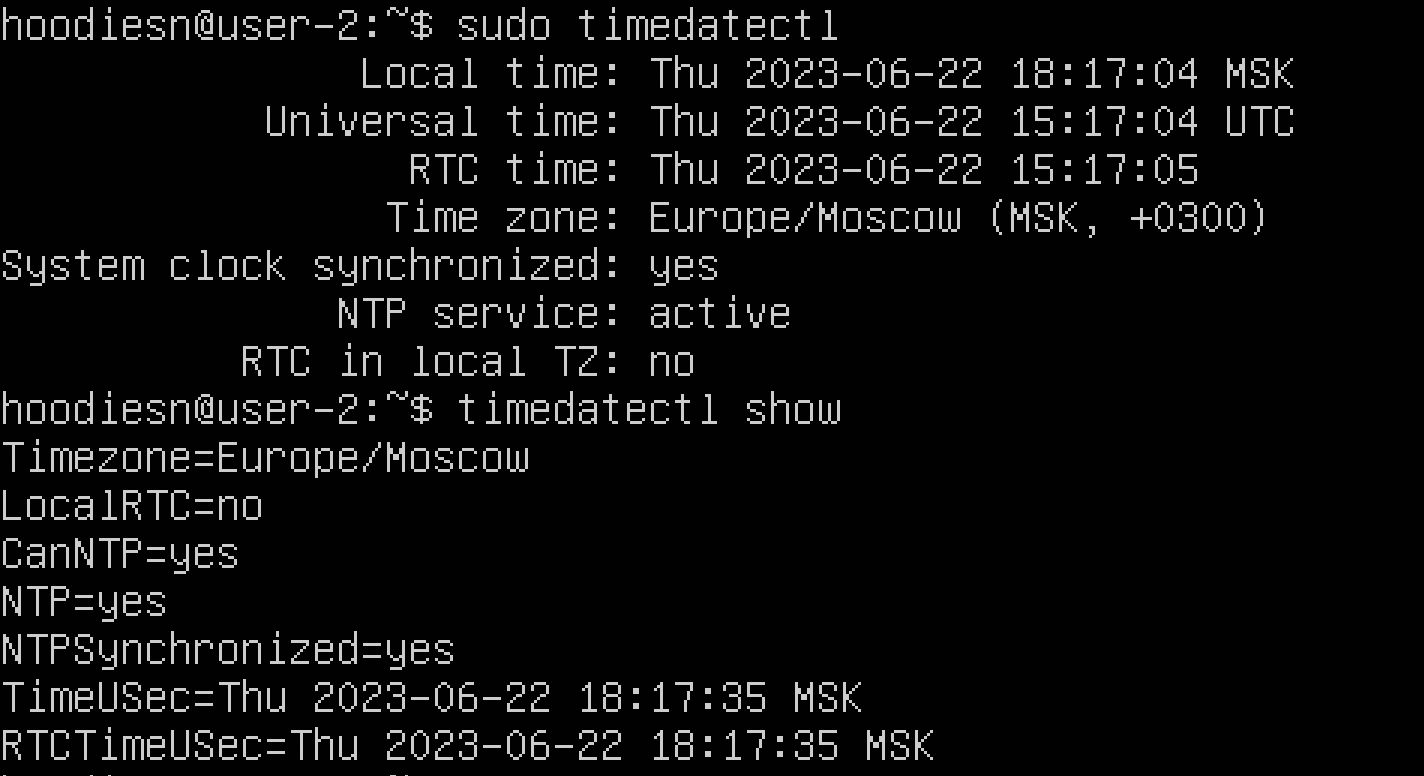 hoodiesn@user-2:~$ sudo timedatectl
Local time: Thu 2023-06-22 18:17:04 MSK
Universal time: Thu 2023-06-22 15:17:04 UTC
RTC time: Thu 2023-06-22 15:17:05
Time zone: Europe/Moscow (MSK, +0300)
System clock synchronized: yes
NTP service: active
RTC in local TZ: no
hoodiesn@user-2:~$ timedatectl show
Timezone=Europe/Moscow
LocalRTC=no
CanNTP=yes
NTP=yes
NTPSynchronized=yes
TimeUSec=Thu 2023-06-22 18:17:35 MSK
RTCTimeUSec=Thu 2023-06-22 18:17:35 MSK